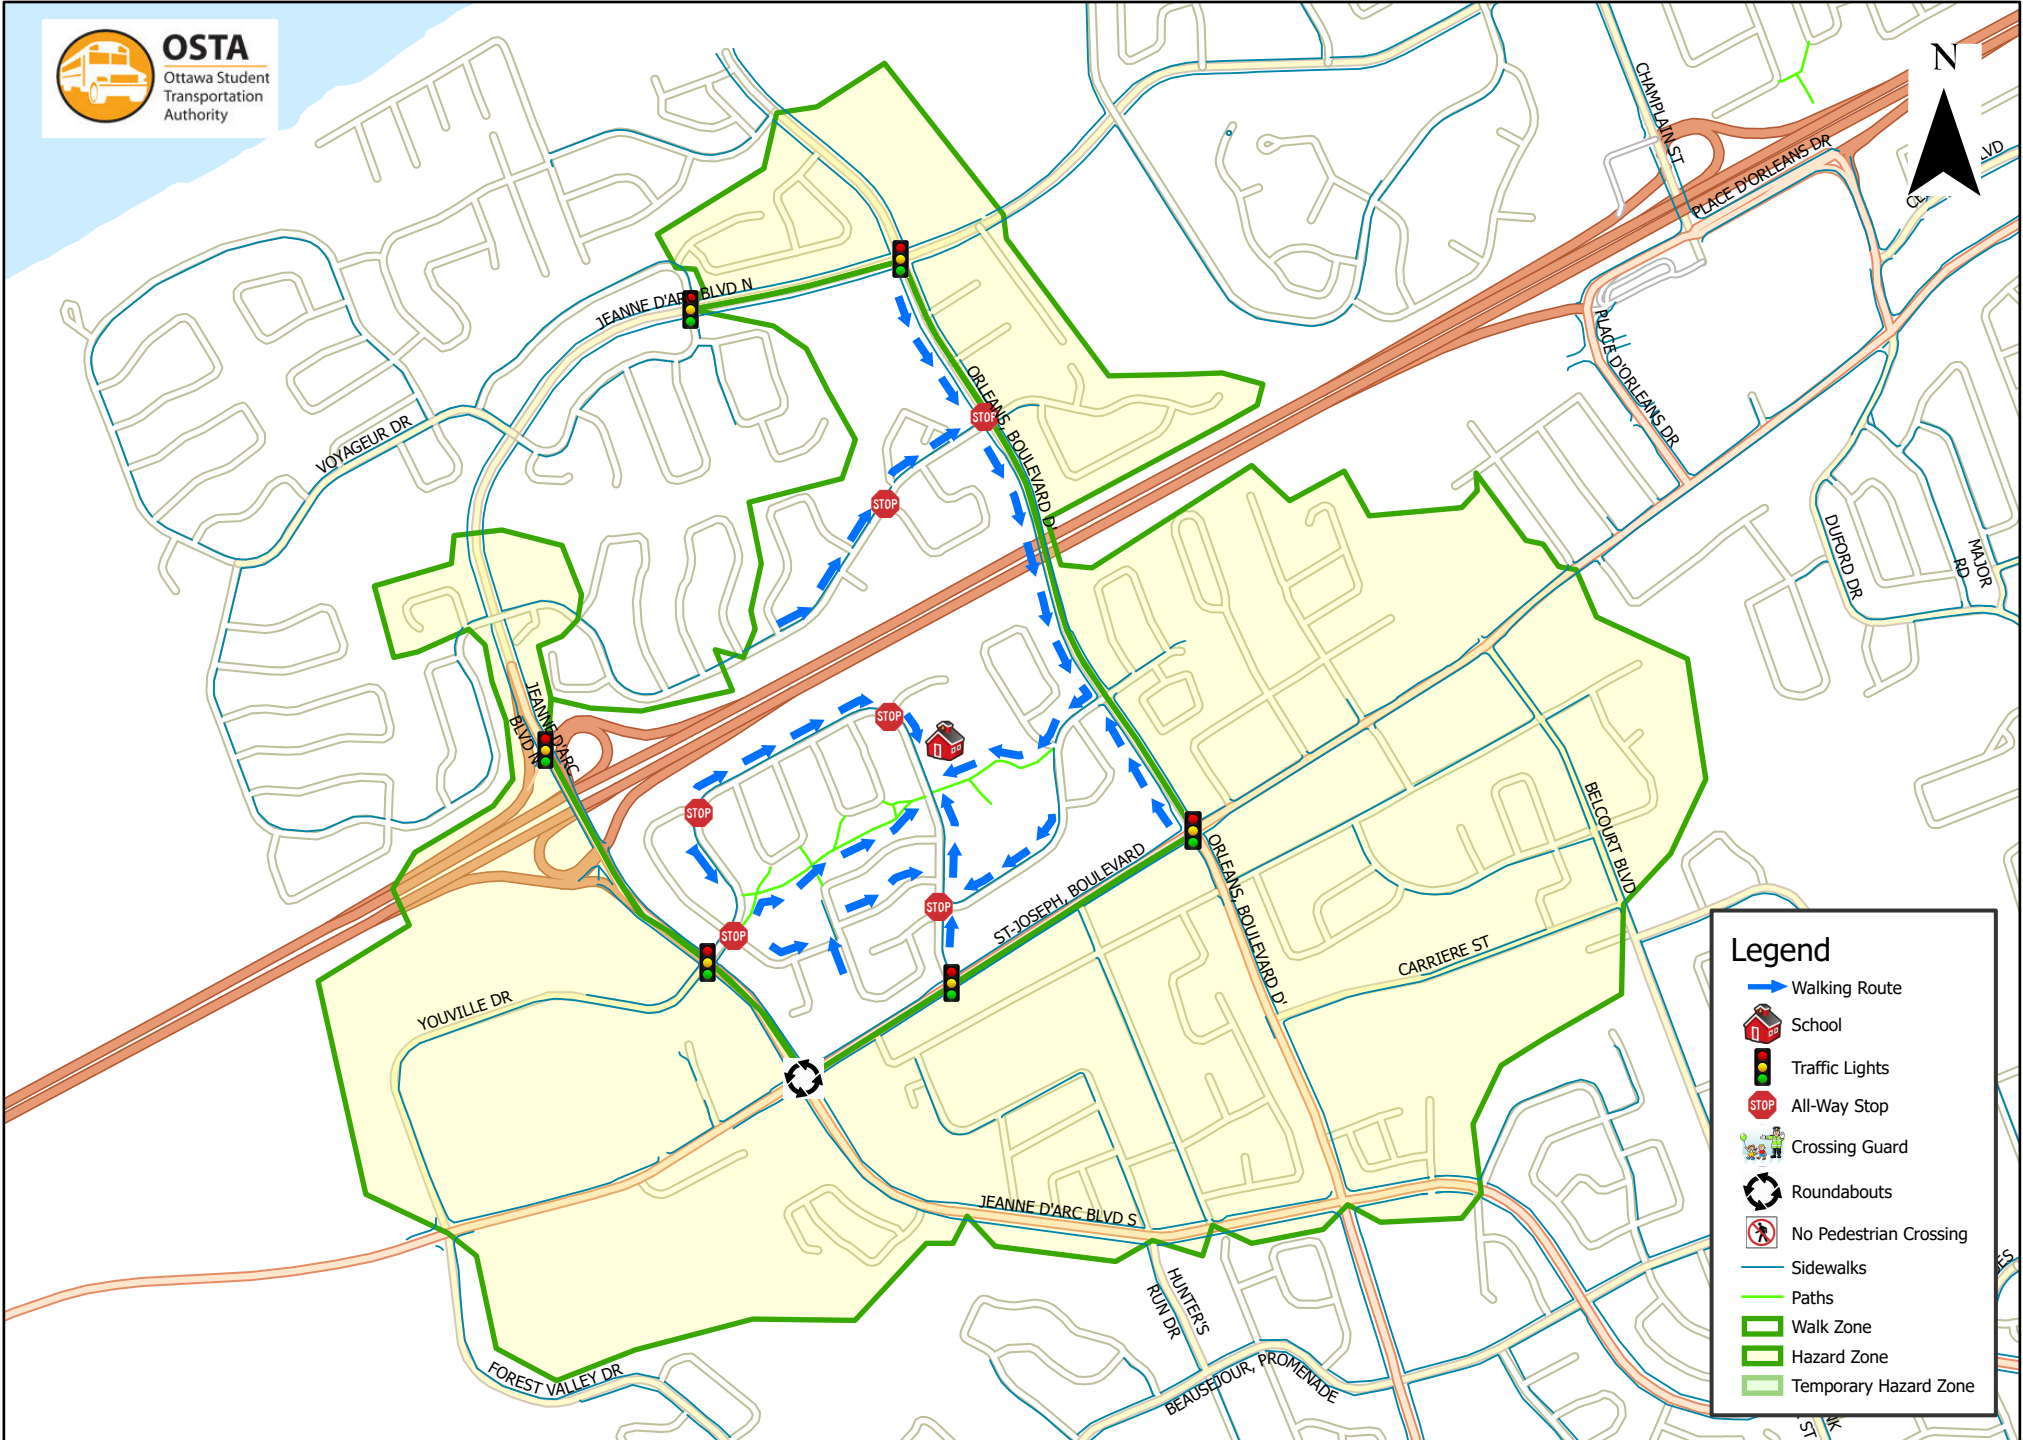 OSTA
Ottawa Student
Transportation
Authority
N
CHAMPLAIN ST
PLACE D'ORLEANS DR
LVD
JEANNE D'ARC BLVD N
VOYAGEUR DR
ORLEANS, BOULEVARD D'
STOP
STOP
PLACE D'ORLEANS DR
DUFORD DR
MAJOR
RD
JEANNE D'ARC
BLVD N
STOP
STOP
STOP
STOP
ST-JOSEPH, BOULEVARD
ORLEANS, BOULEVARD D'
BELCOURT BLVD
CARRIERE ST
YOUVILLE DR
JEANNE D'ARC BLVD S
HUNTER'S
RUN DR
BEAUSEJOUR, PROMENADE
FOREST VALLEY DR
Legend
Walking Route
School
Traffic Lights
STOP
All-Way Stop
Crossing Guard
Roundabouts
No Pedestrian Crossing
Sidewalks
Paths
Walk Zone
Hazard Zone
Temporary Hazard Zone
ST